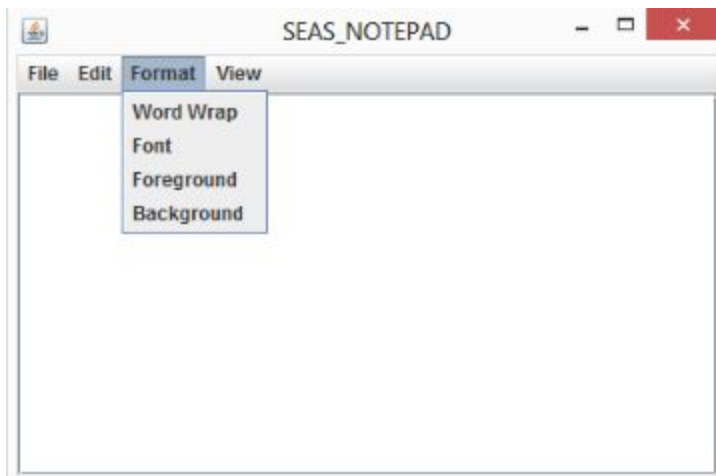 SEAS_NOTEPAD
File Edit Format View
Word Wrap
Font
Foreground
Background